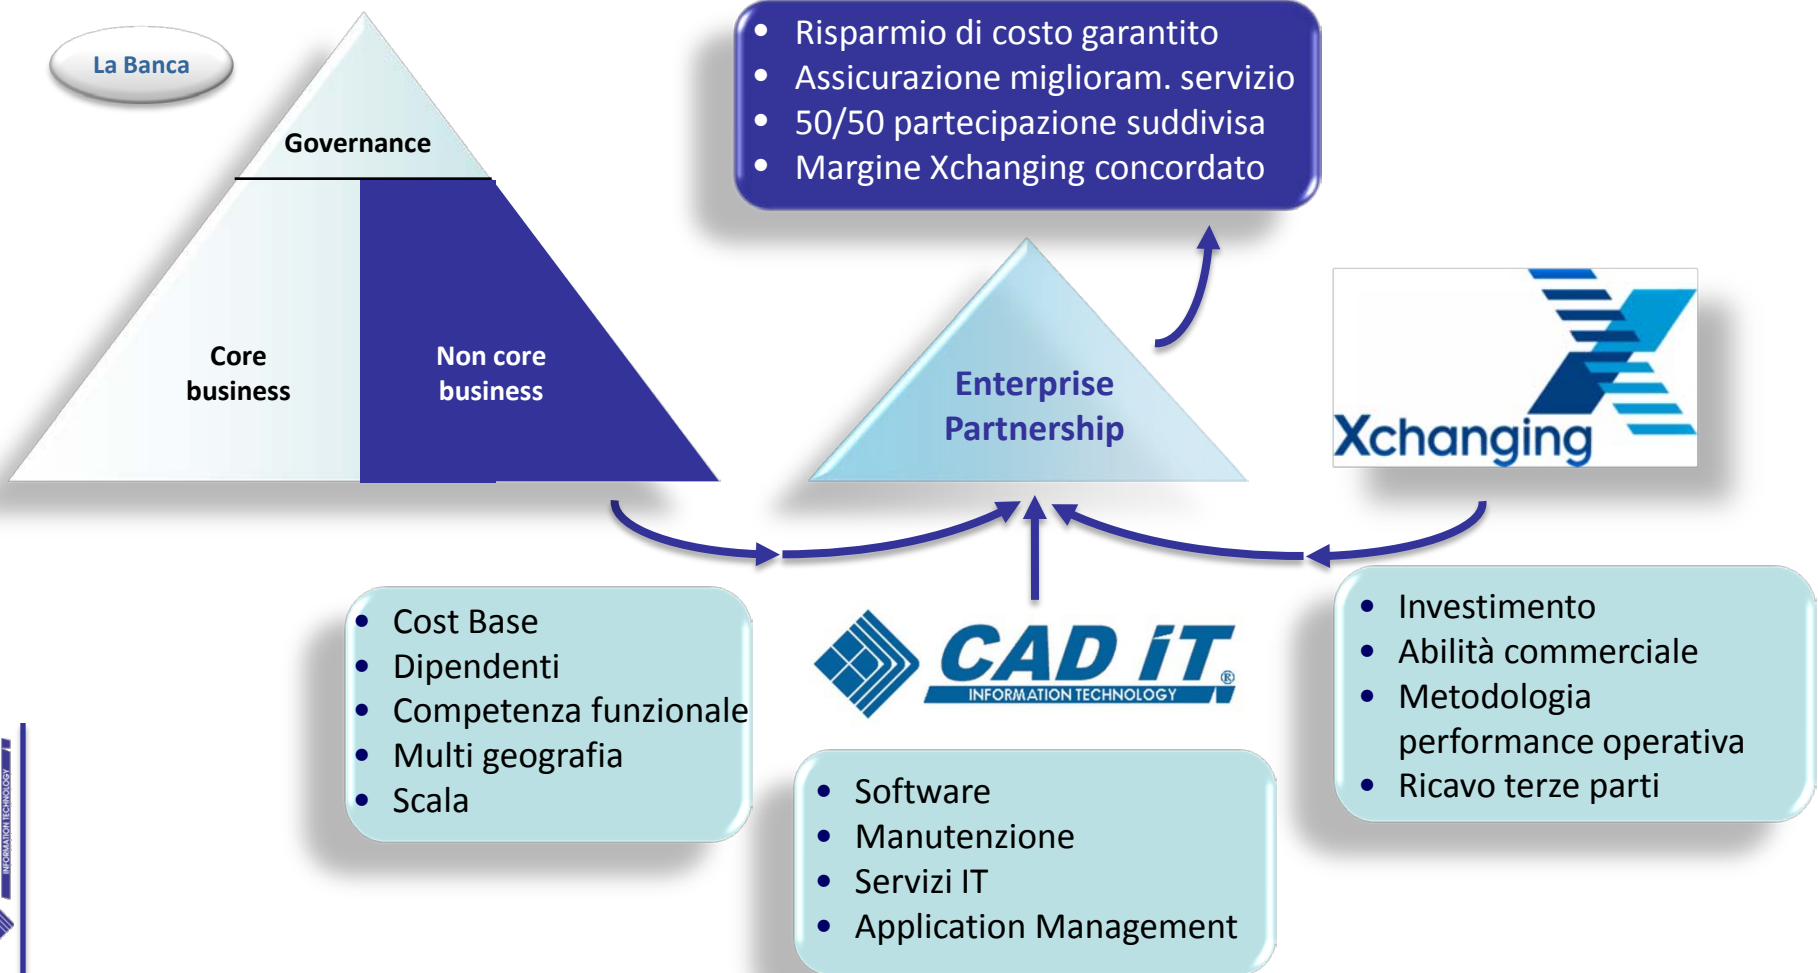 La Banca
Governance
Core
business
Non core
business
• Risparmio di costo garantito
• Assicurazione miglioram. servizio
• 50/50 partecipazione suddivisa
• Margine Xchanging concordato
Enterprise
Partnership
Xchanging
• Cost Base
• Dipendenti
• Competenza funzionale
• Multi geografia
• Scala
CAD iT®
INFORMATION TECHNOLOGY
• Software
• Manutenzione
• Servizi IT
• Application Management
• Investimento
• Abilità commerciale
• Metodologia
performance operativa
• Ricavo terze parti
INFORMATION TECHNOLOGY